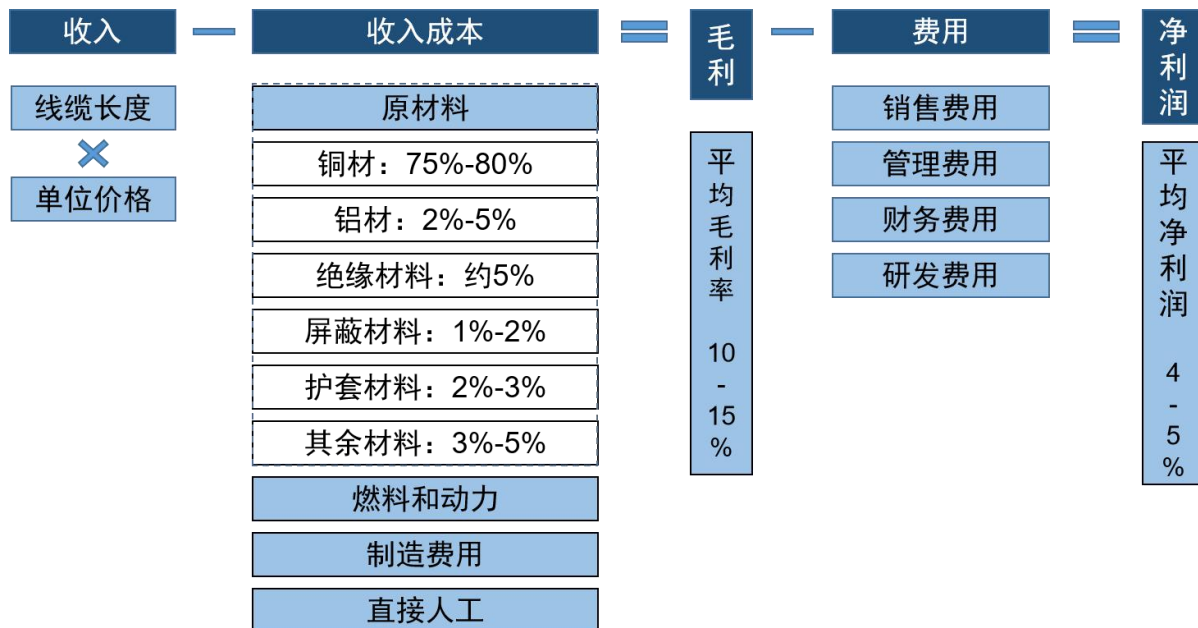 收入
收入成本
毛利
费用
净利润
线缆长度
单位价格
原材料
铜材：75%-80%
铝材：2%-5%
绝缘材料：约5%
屏蔽材料：1%-2%
护套材料：2%-3%
其余材料：3%-5%
燃料和动力
制造费用
直接人工
平均毛利率 10-15%
销售费用
管理费用
财务费用
研发费用
平均净利润 4-5%